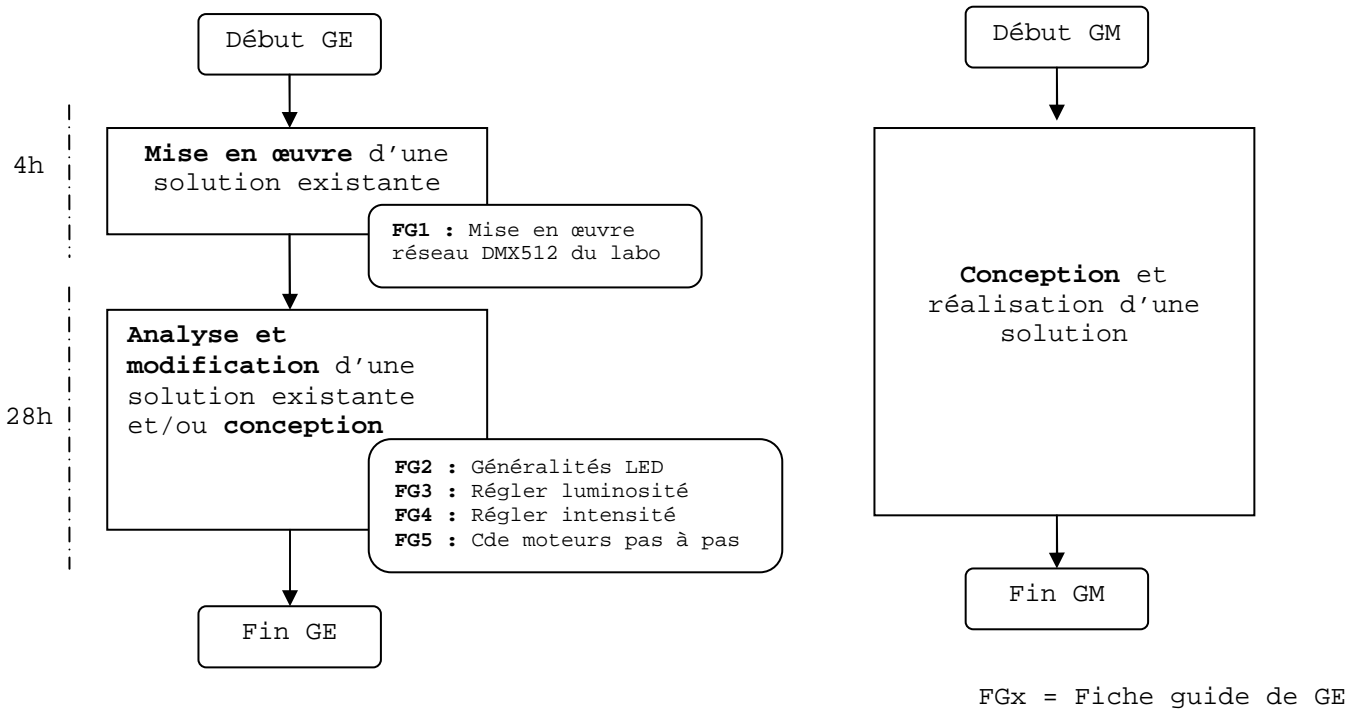 Début GE
4h
Mise en œuvre d’une
solution existante
FG1 : Mise en œuvre
réseau DMX512 du labo
28h
Analyse et
modification d’une
solution existante
et/ou conception
FG2 : Généralités LED
FG3 : Régler luminosité
FG4 : Régler intensité
FG5 : Cde moteurs pas à pas
Fin GE
Début GM
Conception et
réalisation d’une
solution
Fin GM
FGx = Fiche guide de GE